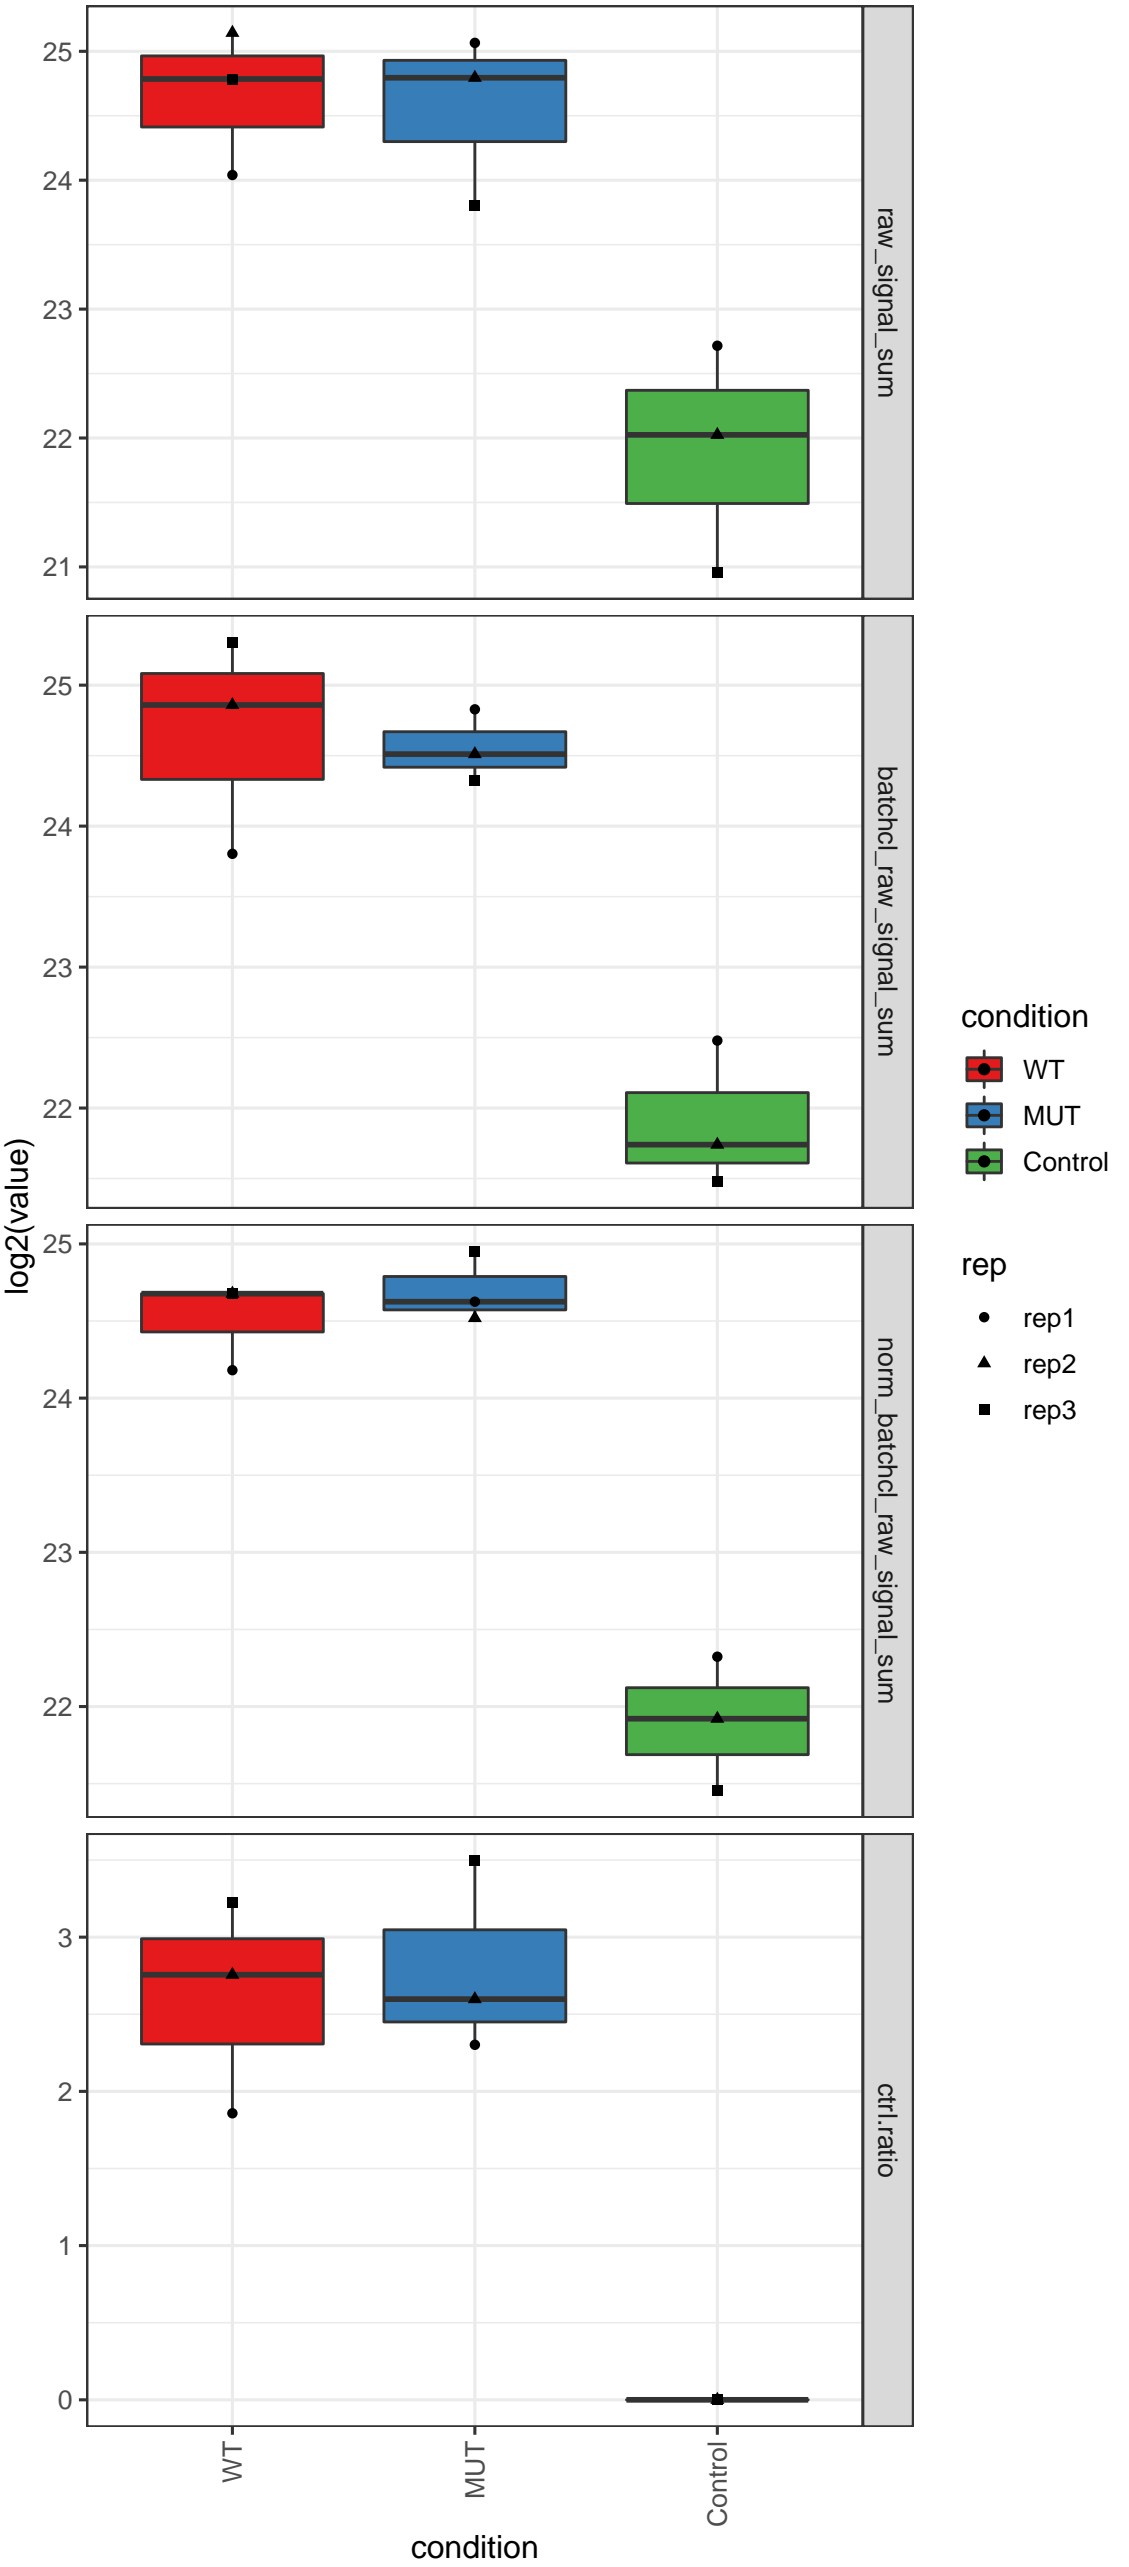 25
24
23
22
21
raw_signal_sum
25
24
23
22
batchcl_raw_signal_sum
25
24
23
22
norm_batchcl_raw_signal_sum
3
2
1
0
ctrl.ratio
log2(value)
WT
MUT
Control
condition
condition
WT
MUT
Control
rep
rep1
rep2
rep3